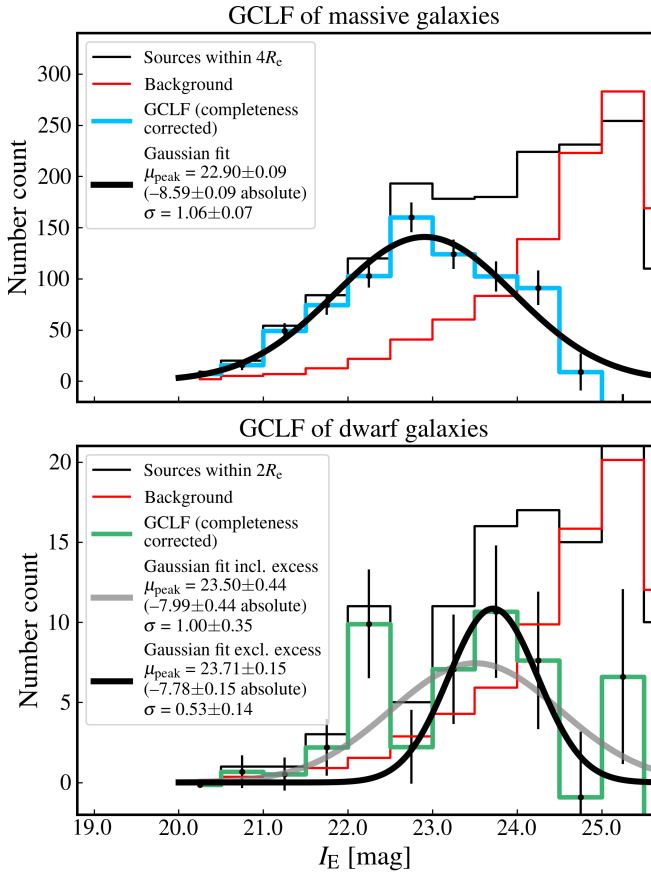 GCLF of massive galaxies
Sources within 4Rₑ
Background
GCLF (completeness
corrected)
Gaussian fit
μpeak = 22.90±0.09
(−8.59±0.09 absolute)
σ = 1.06±0.07
Number count
300
250
200
150
100
50
0
GCLF of dwarf galaxies
Sources within 2Rₑ
Background
GCLF (completeness
corrected)
Gaussian fit incl. excess
μpeak = 23.50±0.44
(−7.99±0.44 absolute)
σ = 1.00±0.35
Gaussian fit excl. excess
μpeak = 23.71±0.15
(−7.78±0.15 absolute)
σ = 0.53±0.14
Number count
20
15
10
5
0
19.0 20.0 21.0 22.0 23.0 24.0 25.0
I_E [mag]